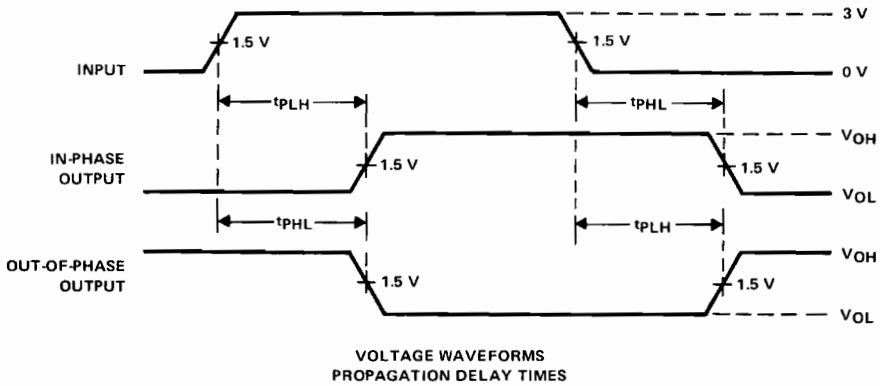 3 V
1.5 V
1.5 V
INPUT
0 V
tPLH
tPHL
VOH
IN-PHASE
OUTPUT
1.5 V
1.5 V
VOL
tPHL
tPLH
VOH
OUT-OF-PHASE
OUTPUT
1.5 V
1.5 V
VOL
VOLTAGE WAVEFORMS
PROPAGATION DELAY TIMES